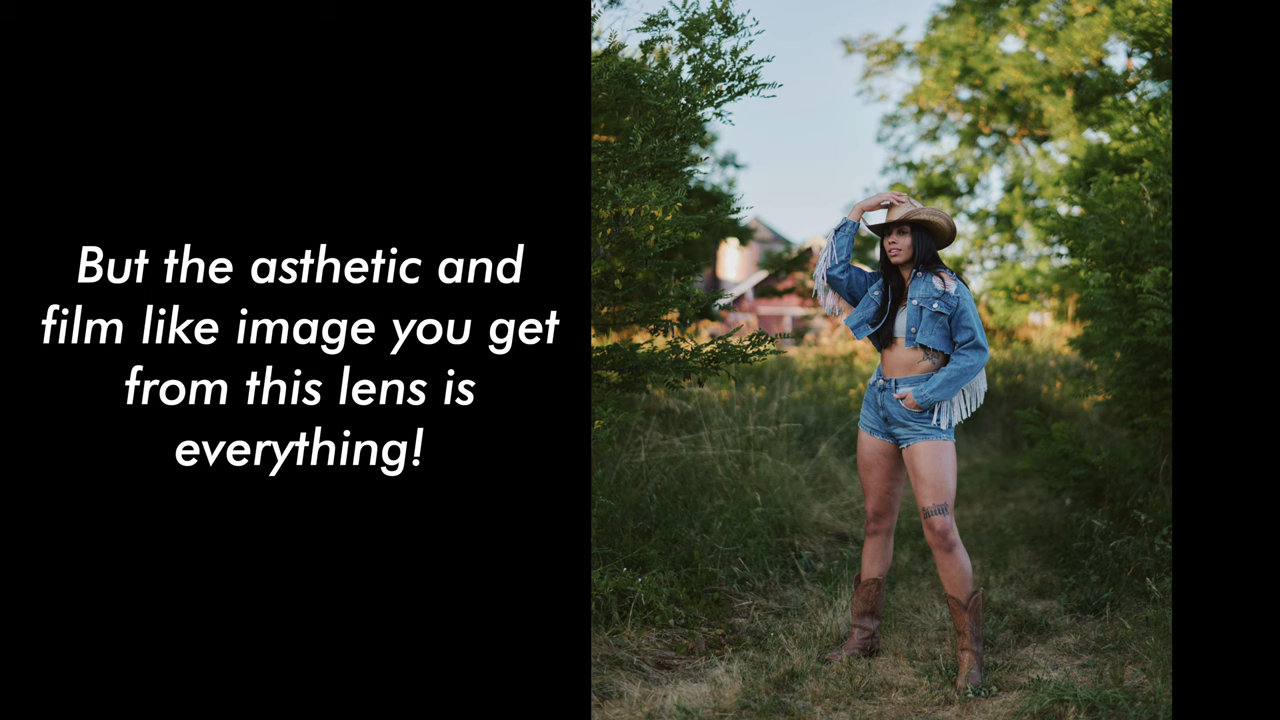 But the asthetic and
film like image you get
from this lens is
everything!